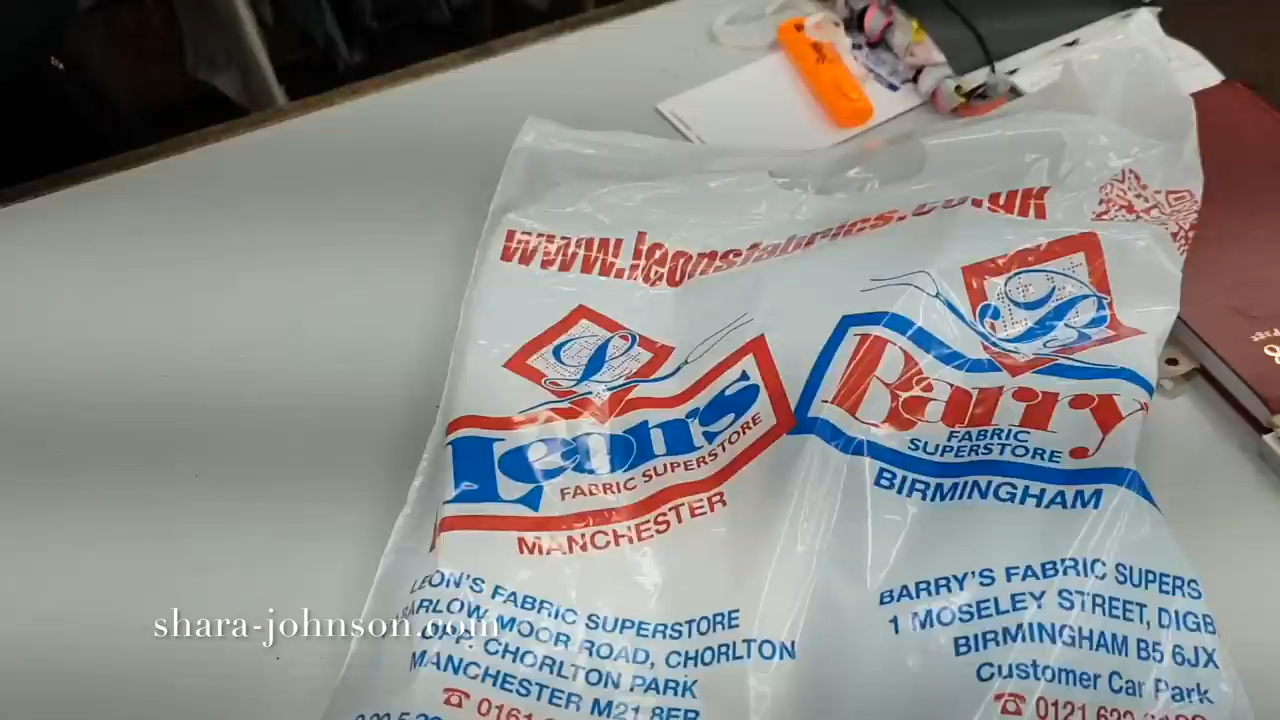 www.leonsfabrics.co.uk
L
Leon's
FABRIC SUPERSTORE
MANCHESTER
B
Barry
FABRIC
SUPERSTORE
BIRMINGHAM
LEON'S FABRIC SUPERSTORE
BARLOW MOOR ROAD, CHORLTON
OPP. CHORLTON PARK
MANCHESTER M21 8ER
☎ 0161
BARRY'S FABRIC SUPERS
1 MOSELEY STREET, DIGB
BIRMINGHAM B5 6JX
Customer Car Park
☎ 0121
shara-johnson.com